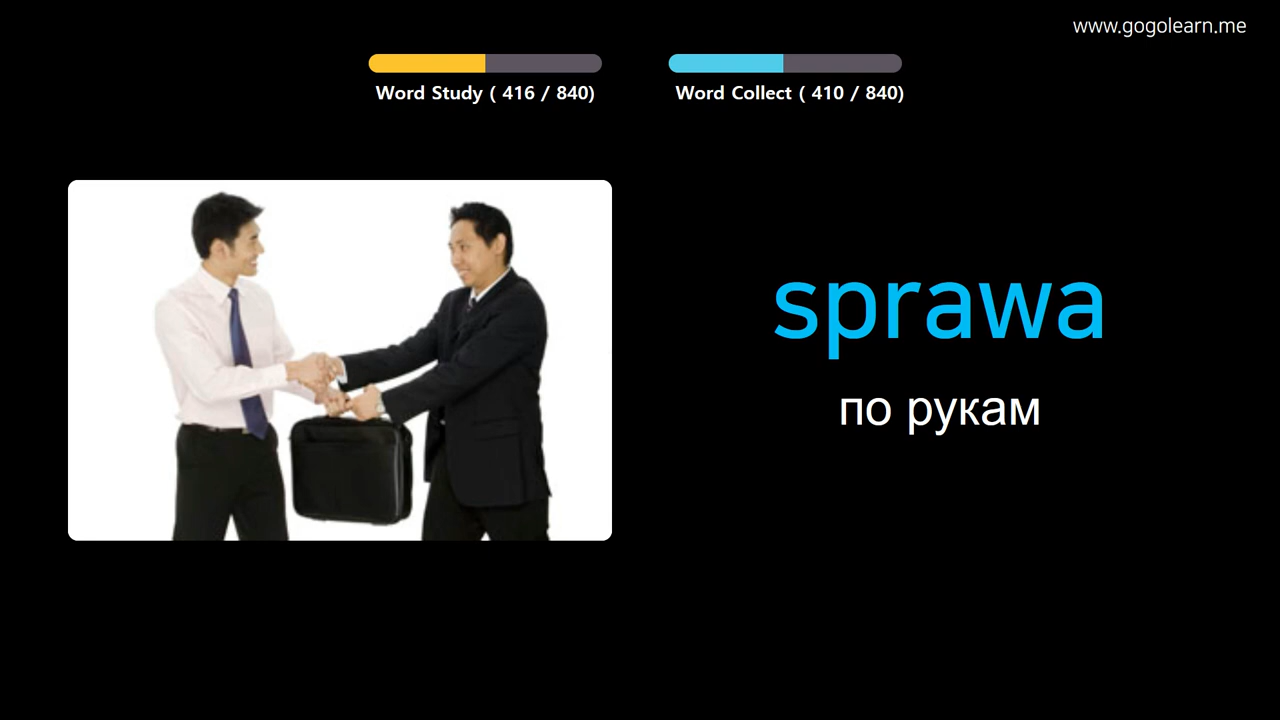 www.gogolearn.me
Word Study ( 416 / 840)
Word Collect ( 410 / 840)
sprawa
по рукам